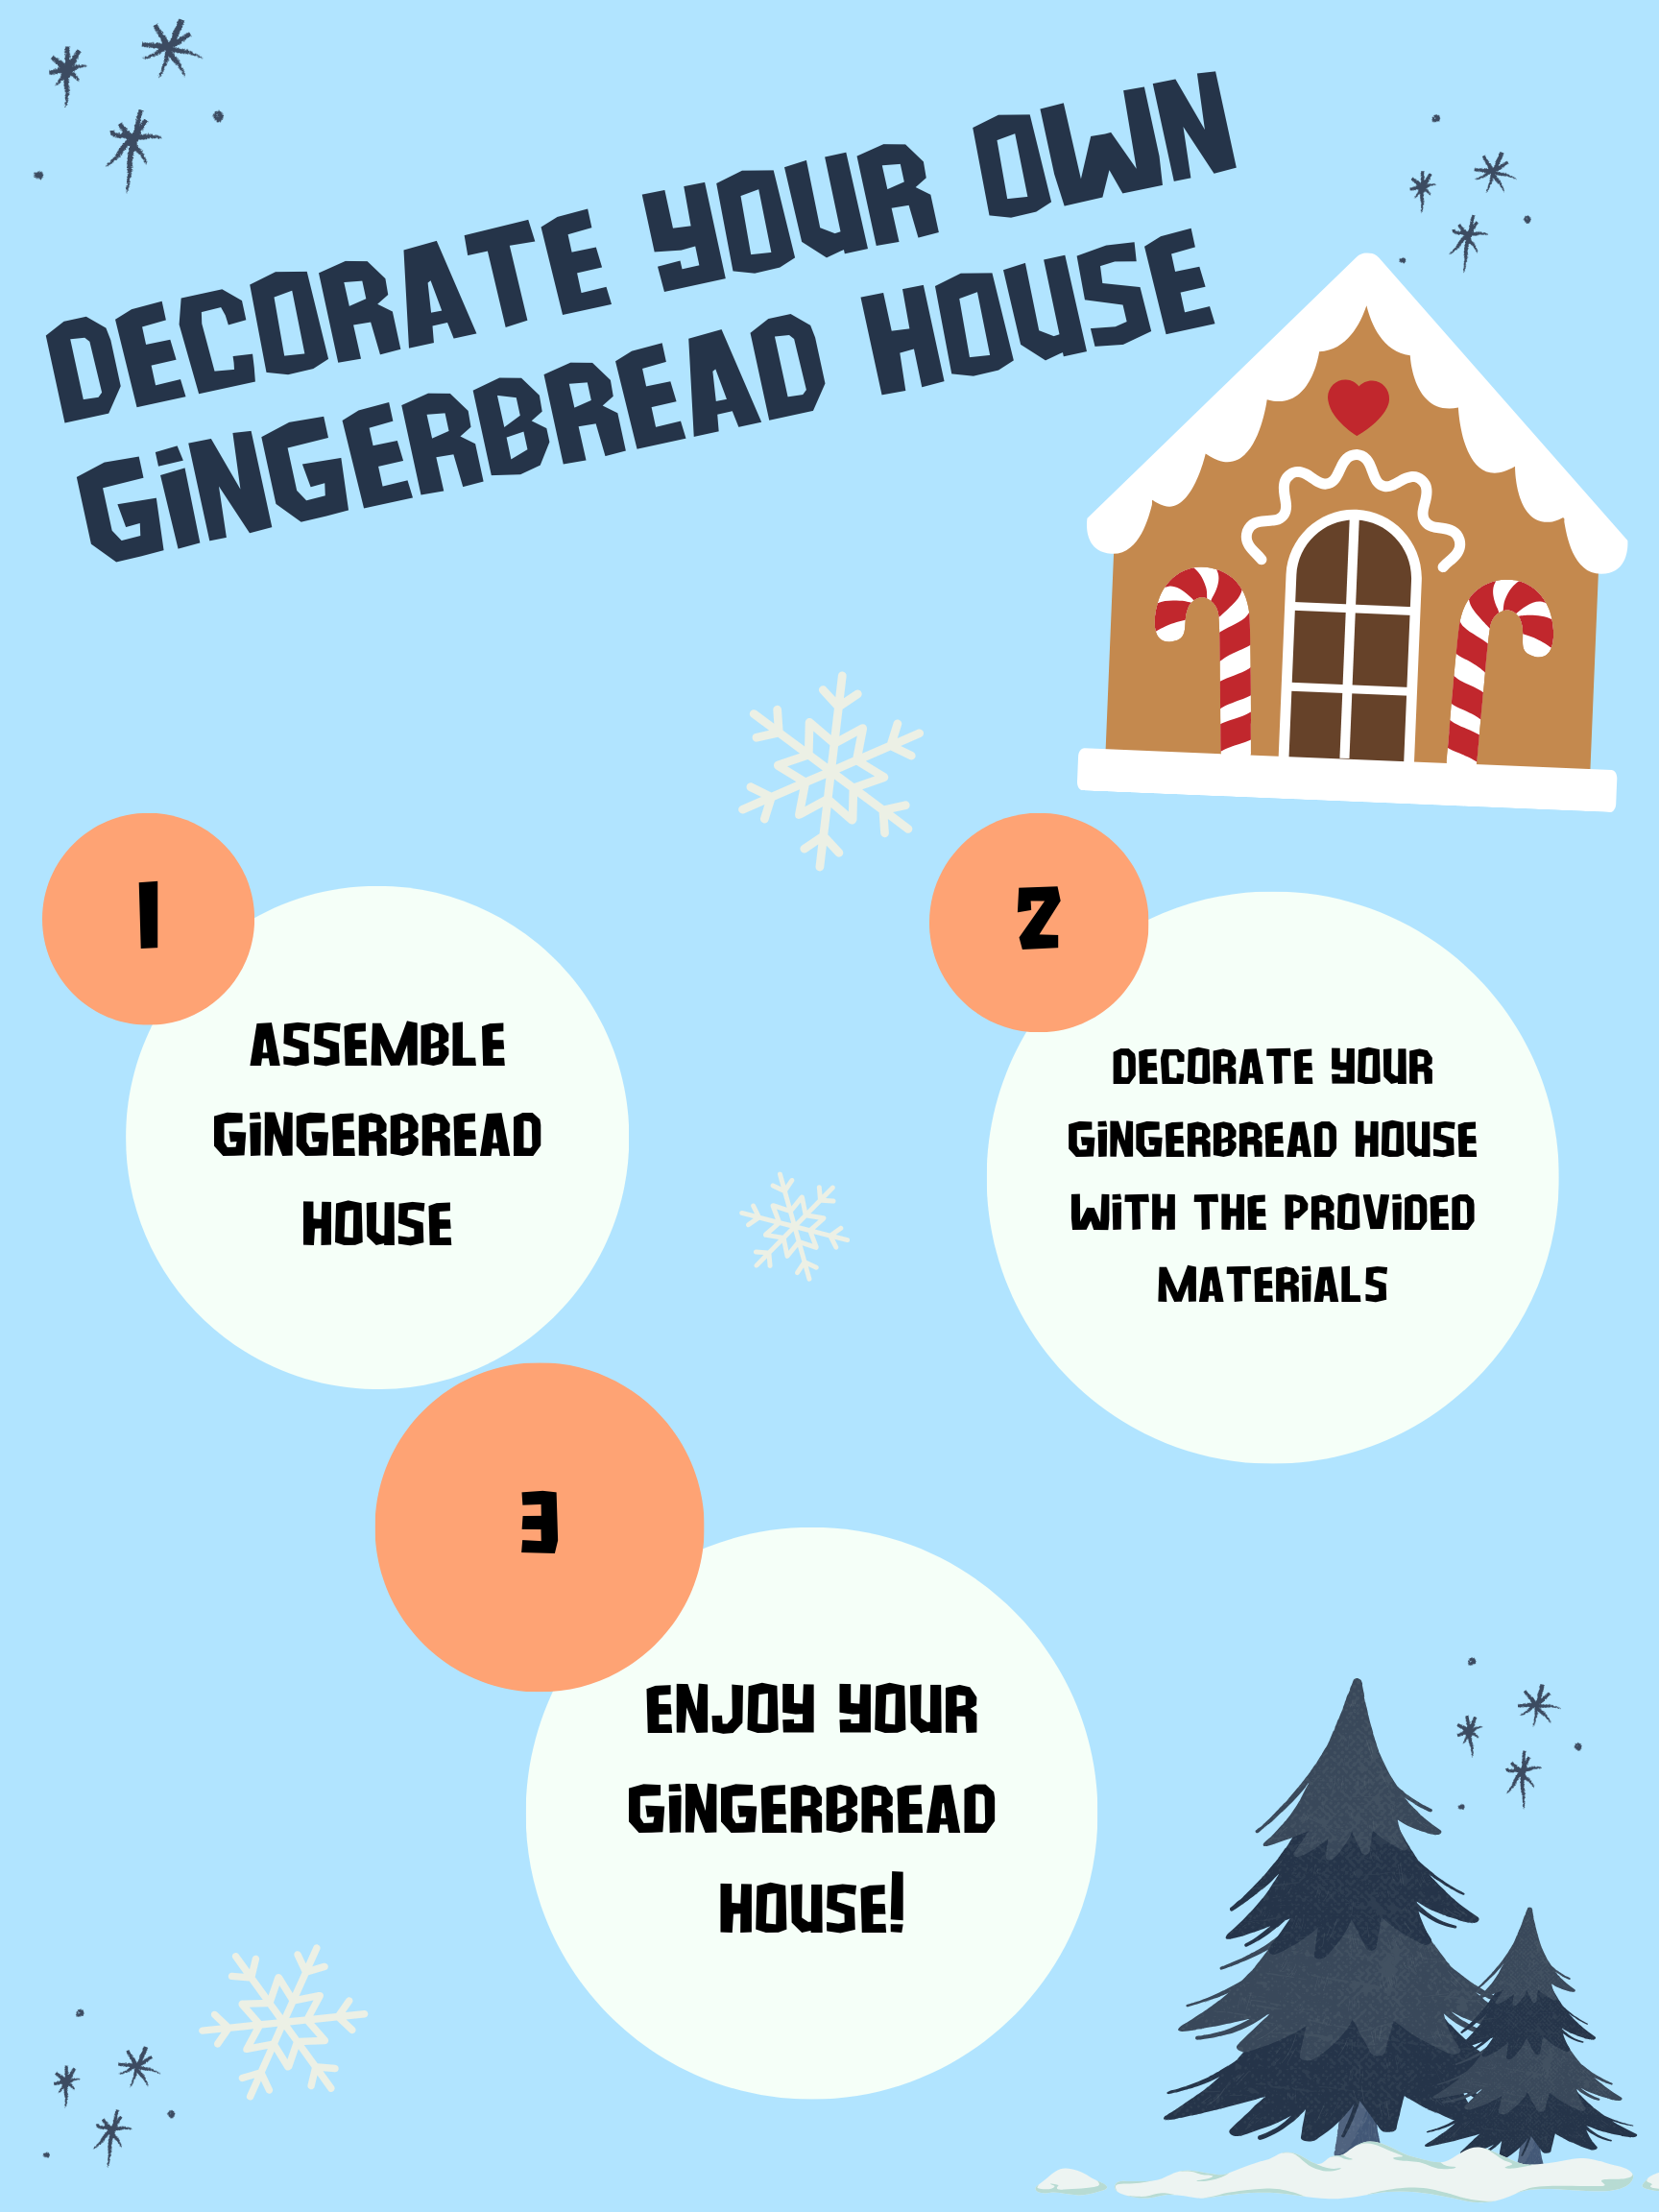 DECORATE YOUR OWN
GINGERBREAD HOUSE
1
ASSEMBLE
GINGERBREAD
HOUSE
2
DECORATE YOUR
GINGERBREAD HOUSE
WITH THE PROVIDED
MATERIALS
3
ENJOY YOUR
GINGERBREAD
HOUSE!